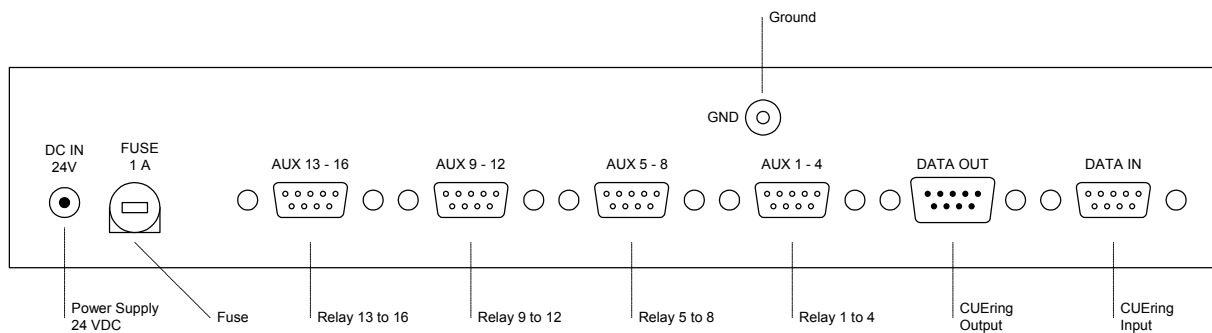 Ground
GND
DC IN
24V
FUSE
1 A
AUX 13 - 16
AUX 9 - 12
AUX 5 - 8
AUX 1 - 4
DATA OUT
DATA IN
Power Supply
24 VDC
Fuse
Relay 13 to 16
Relay 9 to 12
Relay 5 to 8
Relay 1 to 4
CUEring
Output
CUEring
Input